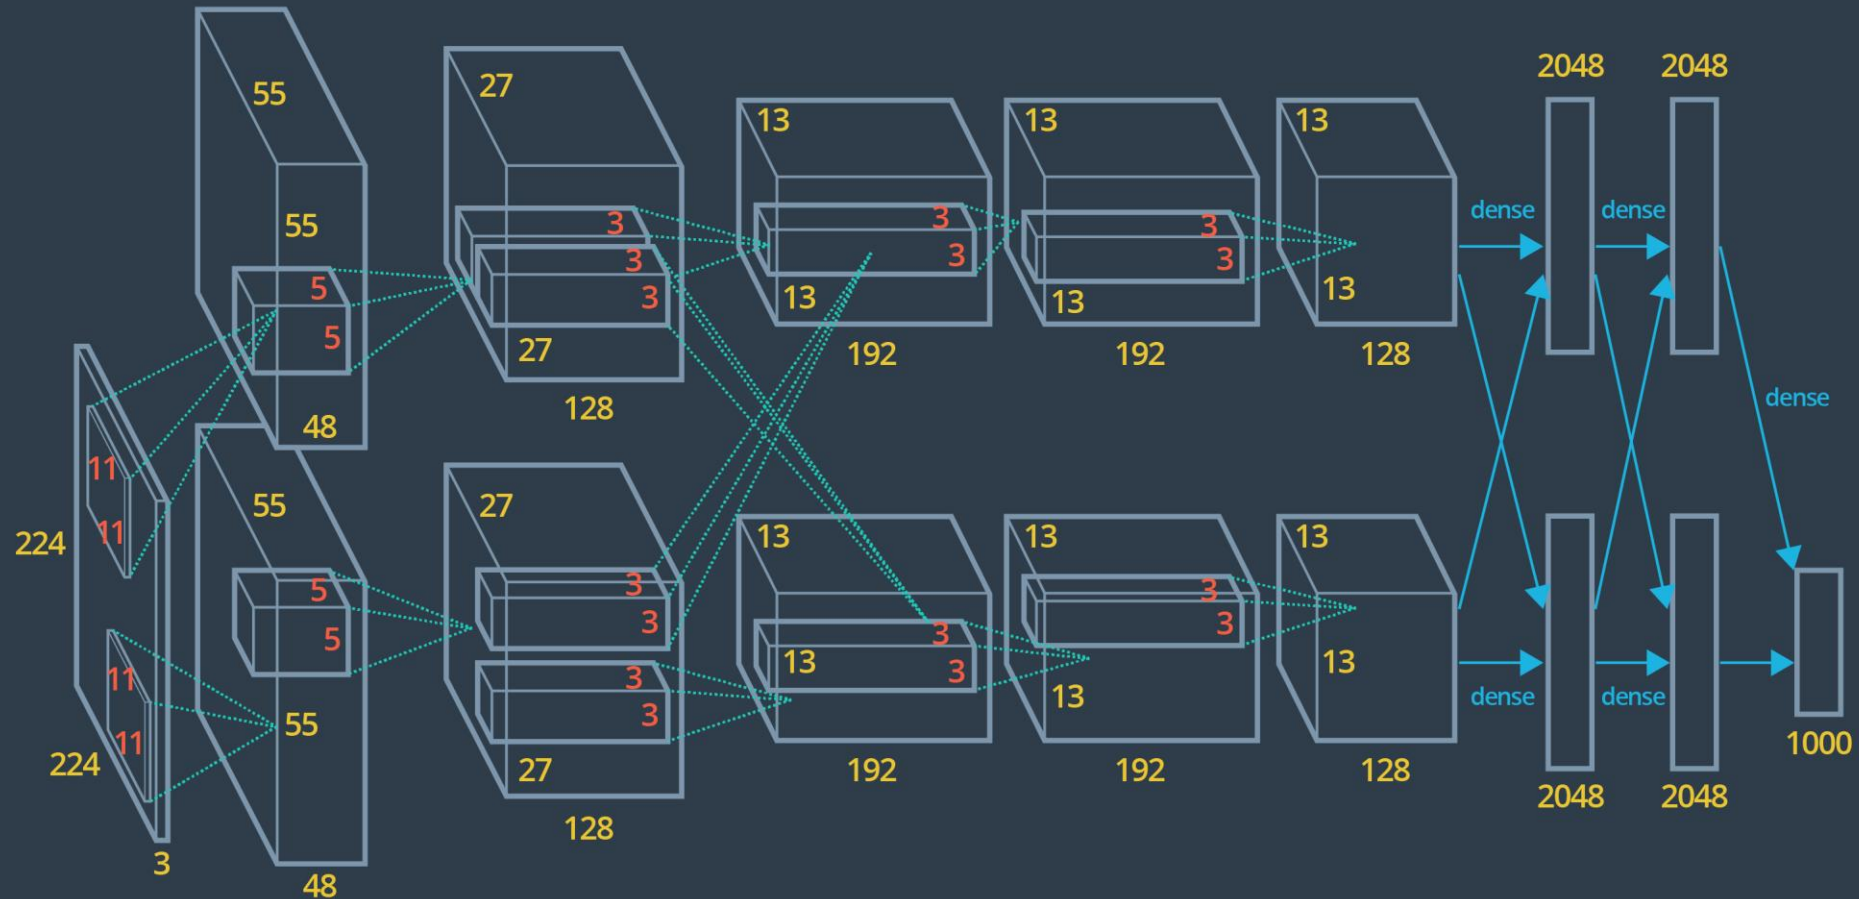 2048 2048
55 27 13 13 13
55 3 3 3 dense dense
5 3 3 3
5 3 13 13 13
27 192 192 128
128 dense
48
11
55 27 13 13 13
11
224
5 3 3 3
5 3 3 3
11 3 13 3 13
55 3 13 dense dense
11
224 27 192 192 128 1000
128 2048 2048
3
48